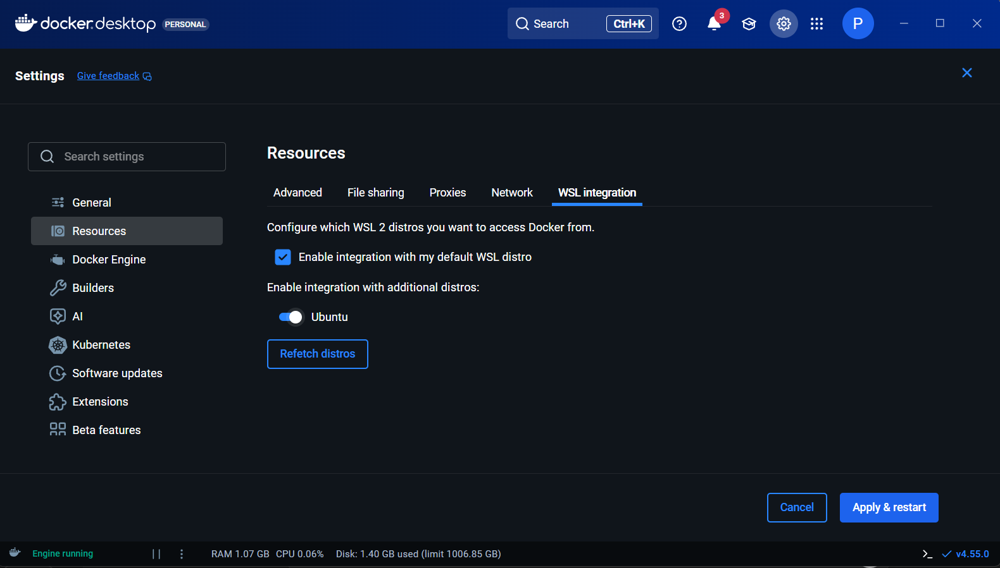 docker.desktop PERSONAL Search Ctrl+K 3 P
Settings Give feedback
Search settings
General
Resources
Docker Engine
Builders
AI
Kubernetes
Software updates
Extensions
Beta features
Resources
Advanced File sharing Proxies Network WSL integration
Configure which WSL 2 distros you want to access Docker from.
Enable integration with my default WSL distro
Enable integration with additional distros:
Ubuntu
Refetch distros
Cancel Apply & restart
Engine running RAM 1.07 GB CPU 0.06% Disk: 1.40 GB used (limit 1006.85 GB) v4.55.0